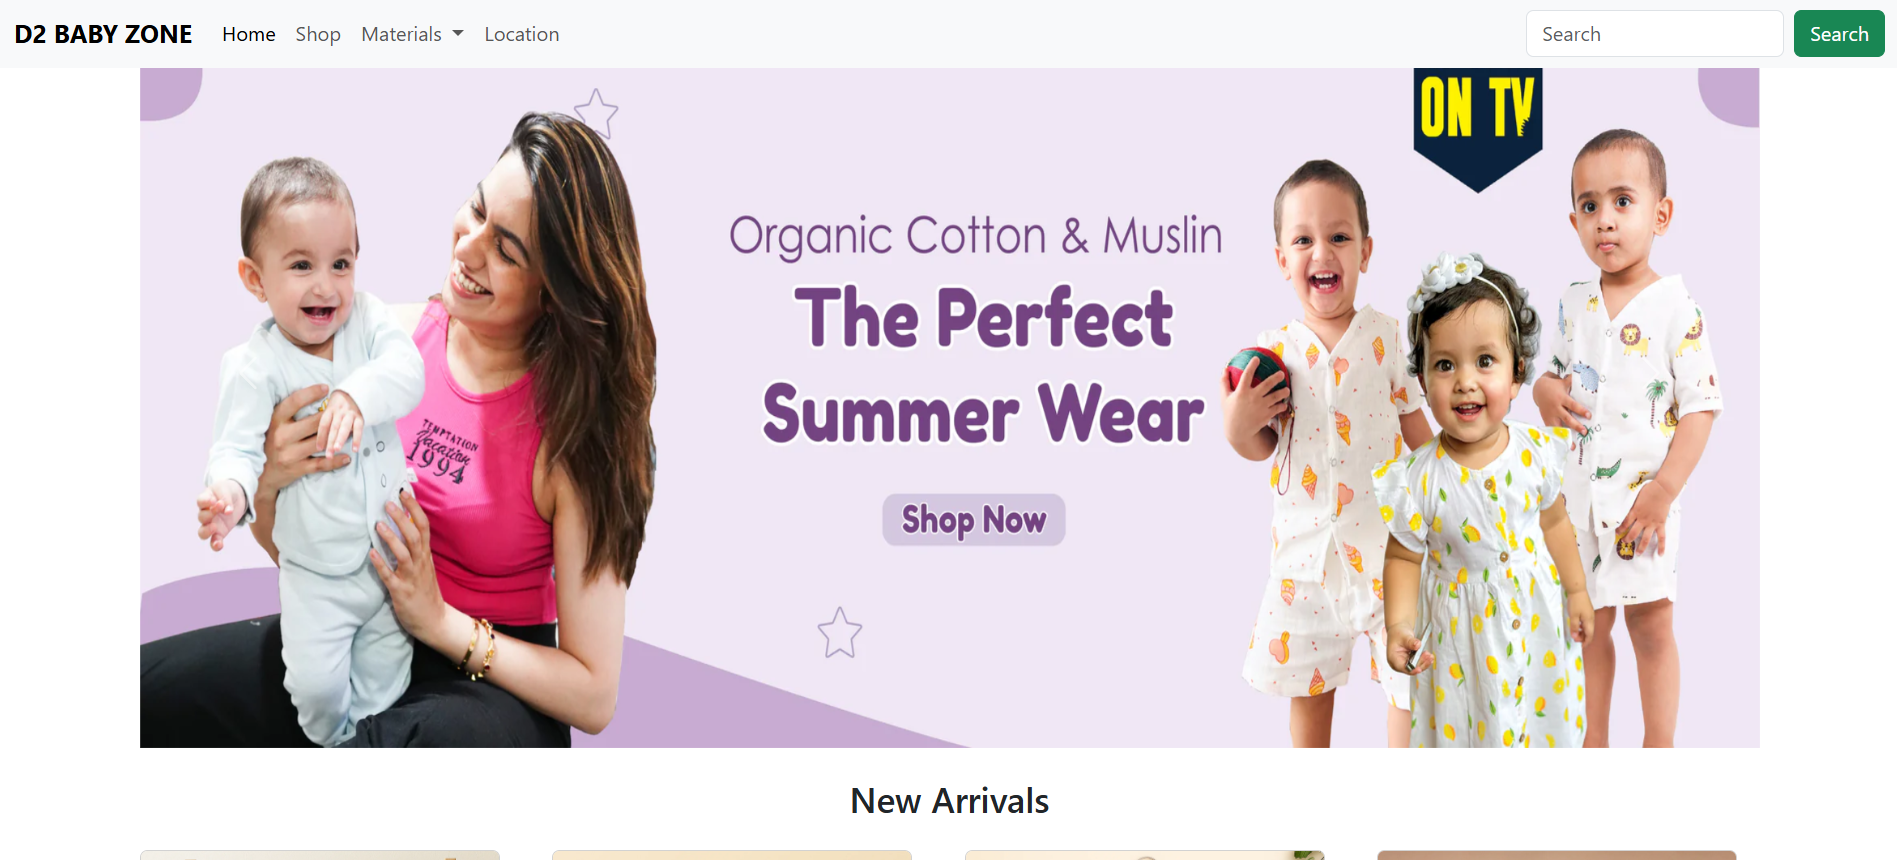 D2 BABY ZONE Home Shop Materials Location Search Search
ON TV
Organic Cotton & Muslin
The Perfect
Summer Wear
TEMPTATION
Vacation
1994
Shop Now
New Arrivals